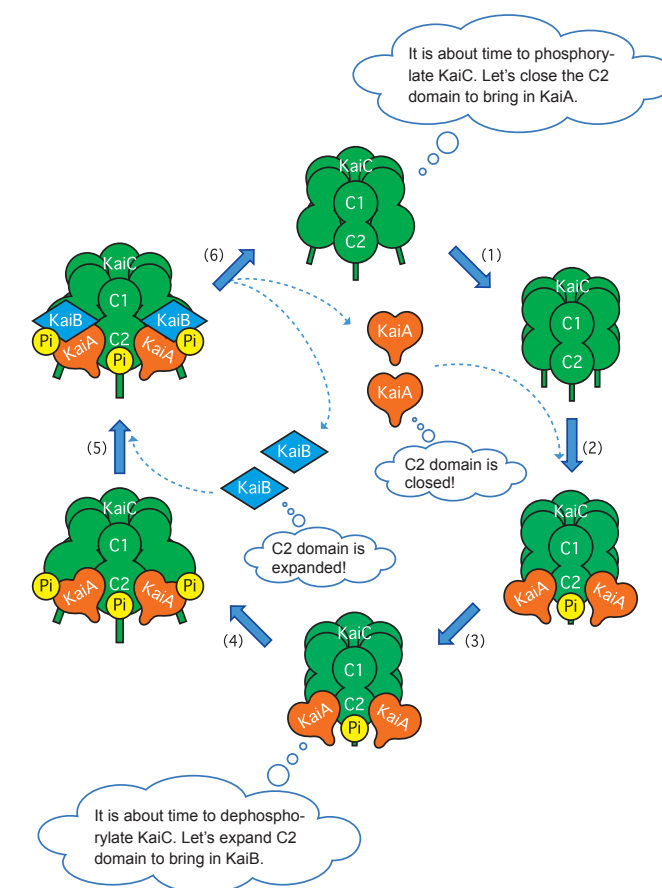 It is about time to phosphory-
late KaiC. Let's close the C2
domain to bring in KaiA.
KaiC
C1
C2
(1)
KaiC
C1
C2
(2)
KaiC
C1
C2
Pi
KaiA
KaiA
(3)
KaiC
C1
C2
Pi
KaiA
KaiA
(4)
KaiC
C1
C2
Pi
Pi
Pi
KaiA
KaiA
(5)
KaiC
C1
C2
KaiB
KaiB
Pi
Pi
Pi
KaiA
KaiA
(6)
KaiA
KaiA
C2 domain is
closed!
KaiB
KaiB
C2 domain is
expanded!
It is about time to dephospho-
rylate KaiC. Let's expand C2
domain to bring in KaiB.